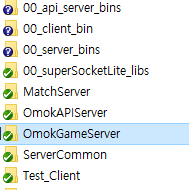 00_api_server_bins
00_client_bin
00_server_bins
00_superSocketLite_libs
MatchServer
OmokAPIServer
OmokGameServer
ServerCommon
Test_Client